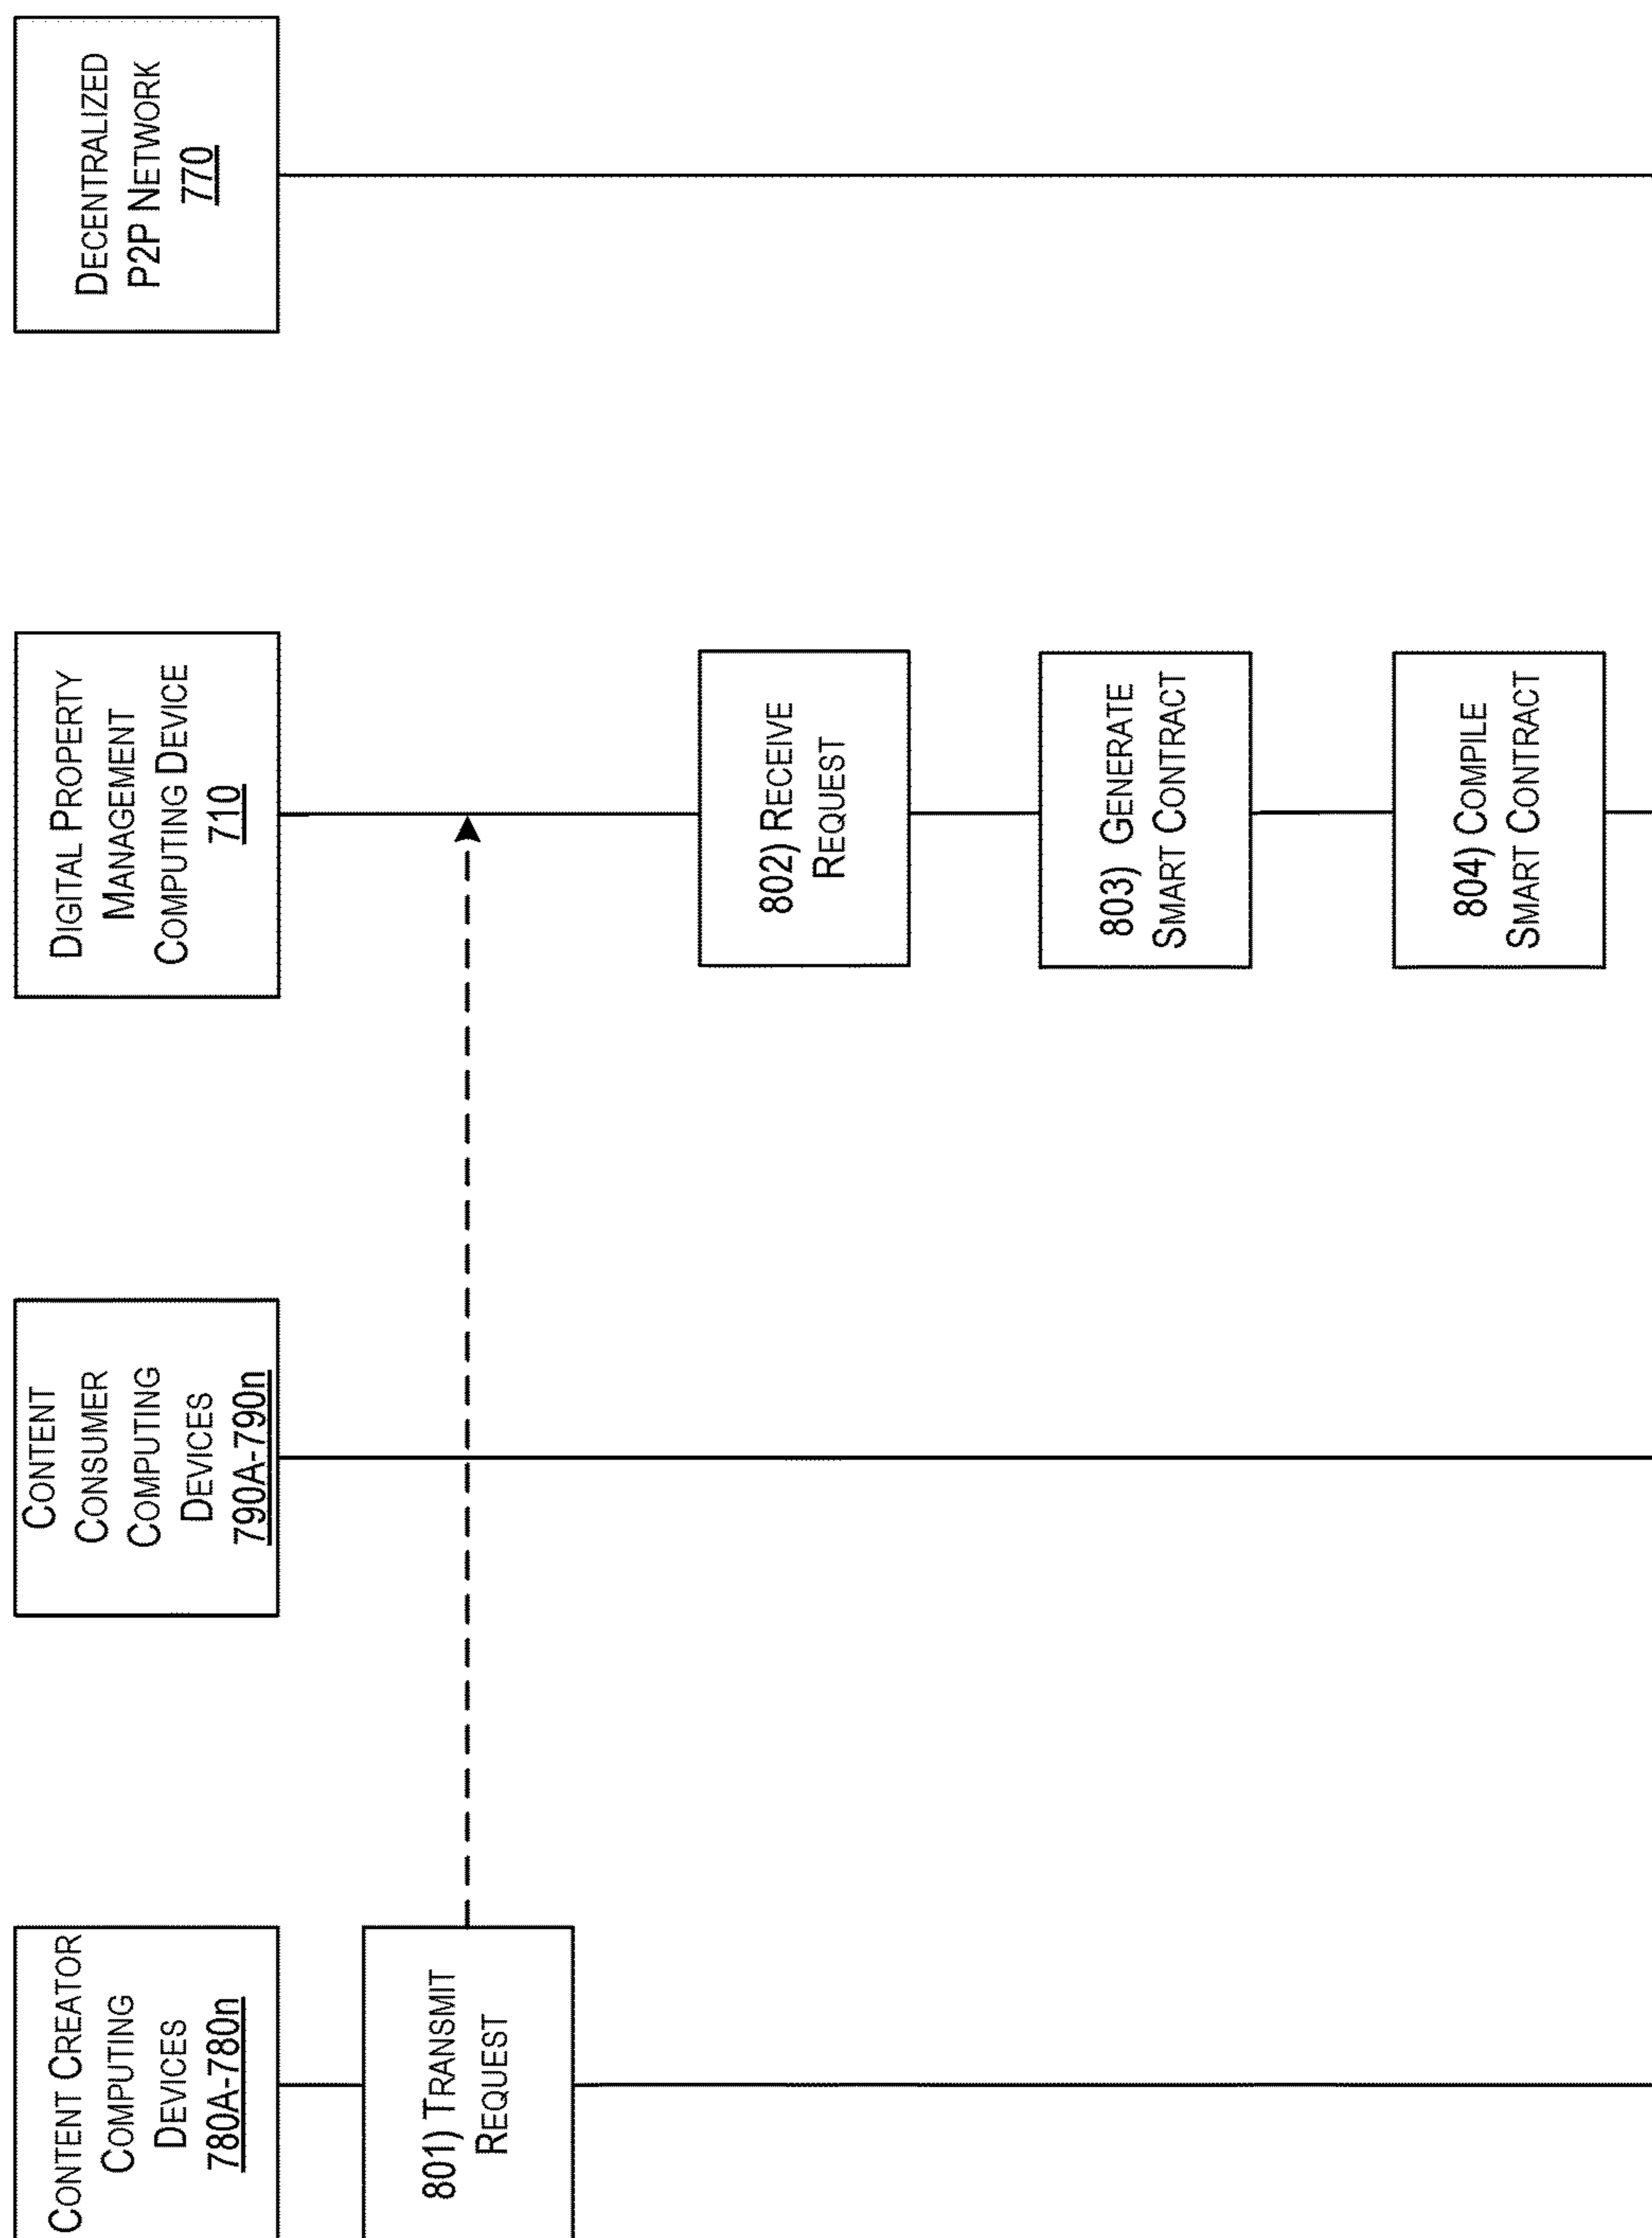 CONTENT CREATOR
COMPUTING
DEVICES
780A-780n
CONTENT
CONSUMER
COMPUTING
DEVICES
790A-790n
DIGITAL PROPERTY
MANAGEMENT
COMPUTING DEVICE
710
DECENTRALIZED
P2P NETWORK
770
801) TRANSMIT
REQUEST
802) RECEIVE
REQUEST
803) GENERATE
SMART CONTRACT
804) COMPILE
SMART CONTRACT